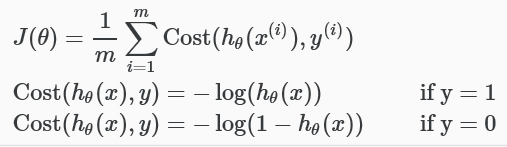 J(θ) = 1/m ∑_{i=1}^{m} Cost(h_θ(x^{(i)}), y^{(i)})
Cost(h_θ(x), y) = − log(h_θ(x)) if y = 1
Cost(h_θ(x), y) = − log(1 − h_θ(x)) if y = 0